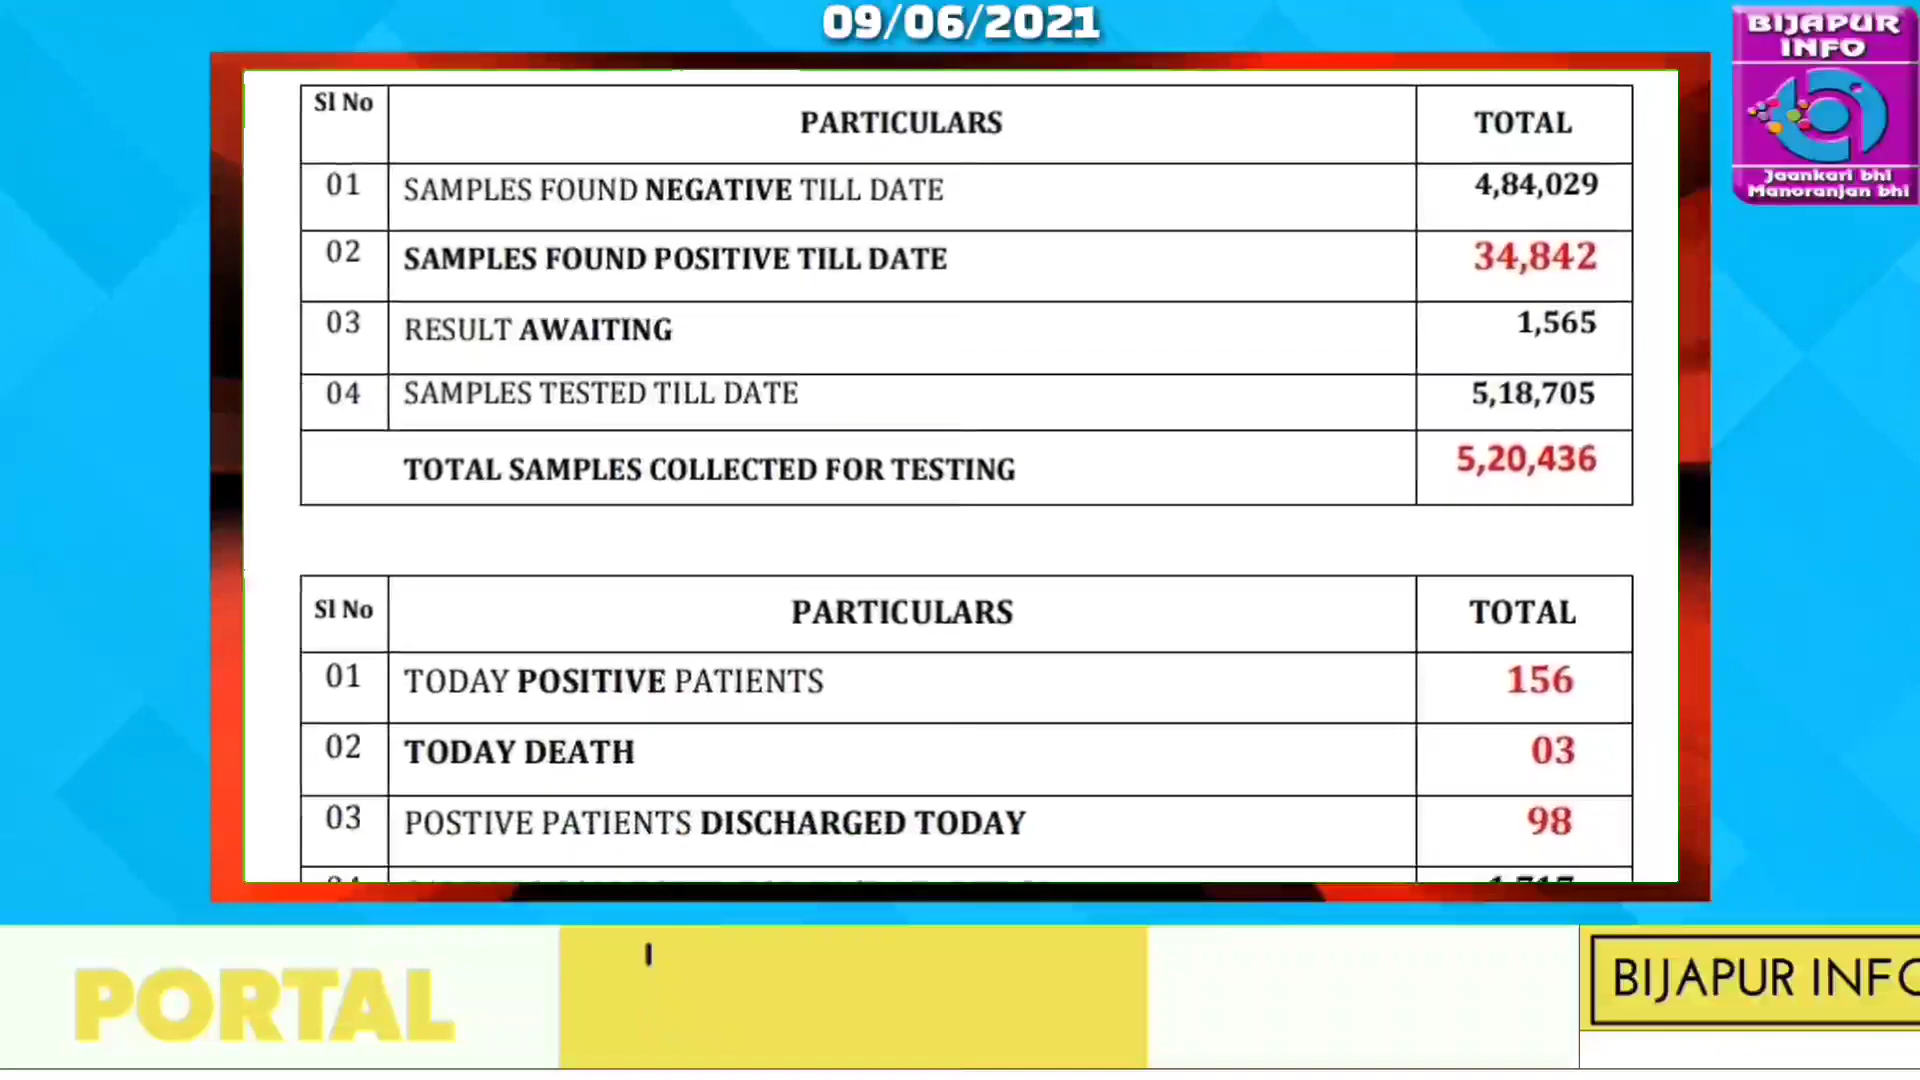 09/06/2021
BIJAPUR
INFO
Jaankari bhi
Manoranjan bhi
Sl No PARTICULARS TOTAL
01 SAMPLES FOUND NEGATIVE TILL DATE 4,84,029
02 SAMPLES FOUND POSITIVE TILL DATE 34,842
03 RESULT AWAITING 1,565
04 SAMPLES TESTED TILL DATE 5,18,705
TOTAL SAMPLES COLLECTED FOR TESTING 5,20,436
Sl No PARTICULARS TOTAL
01 TODAY POSITIVE PATIENTS 156
02 TODAY DEATH 03
03 POSTIVE PATIENTS DISCHARGED TODAY 98
PORTAL
BIJAPUR INFO